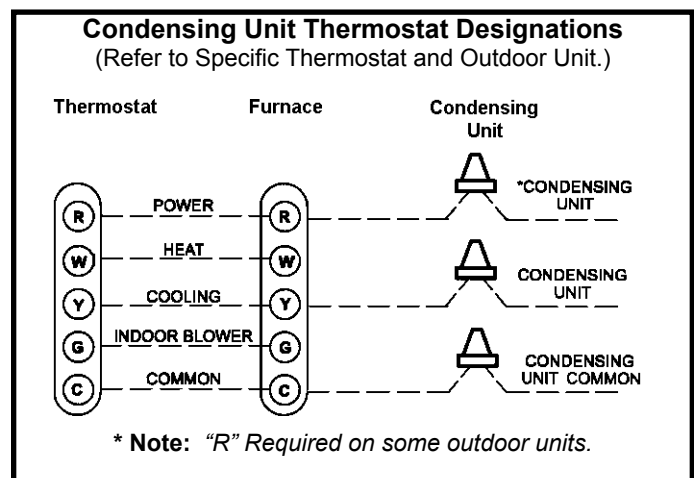 Condensing Unit Thermostat Designations
(Refer to Specific Thermostat and Outdoor Unit.)
Thermostat Furnace Condensing
Unit
R POWER R *CONDENSING
UNIT
W HEAT W
Y COOLING Y CONDENSING
UNIT
G INDOOR BLOWER G
C COMMON C CONDENSING
UNIT COMMON
* Note: "R" Required on some outdoor units.